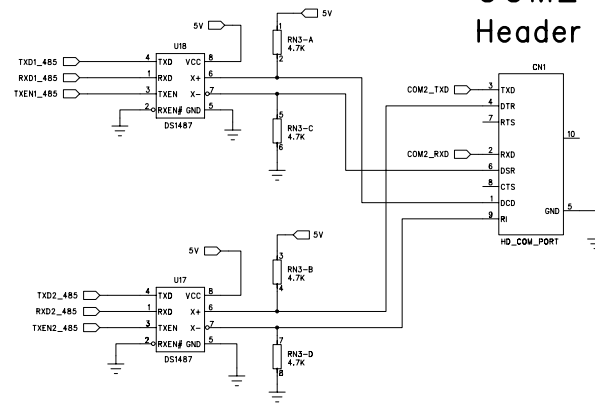 COM2
Header
5V
5V
1
RN3-A
4.7K
2
U18
TXD1_485 4 TXD VCC 8
RXD1_485 1 RXD X+ 6
TXEN1_485 3 TXEN X- 7
2 RXEN# GND 5
DS1487
5
RN3-C
4.7K
6
CN1
COM2_TXD 3 TXD
4 DTR
7 RTS
10
COM2_RXD 2 RXD
6 DSR
8 CTS
1 DCD
GND 5
9 RI
HD_COM_PORT
5V
5V
3
RN3-B
4.7K
4
U17
TXD2_485 4 TXD VCC 8
RXD2_485 1 RXD X+ 6
TXEN2_485 3 TXEN X- 7
2 RXEN# GND 5
DS1487
7
RN3-D
4.7K
8